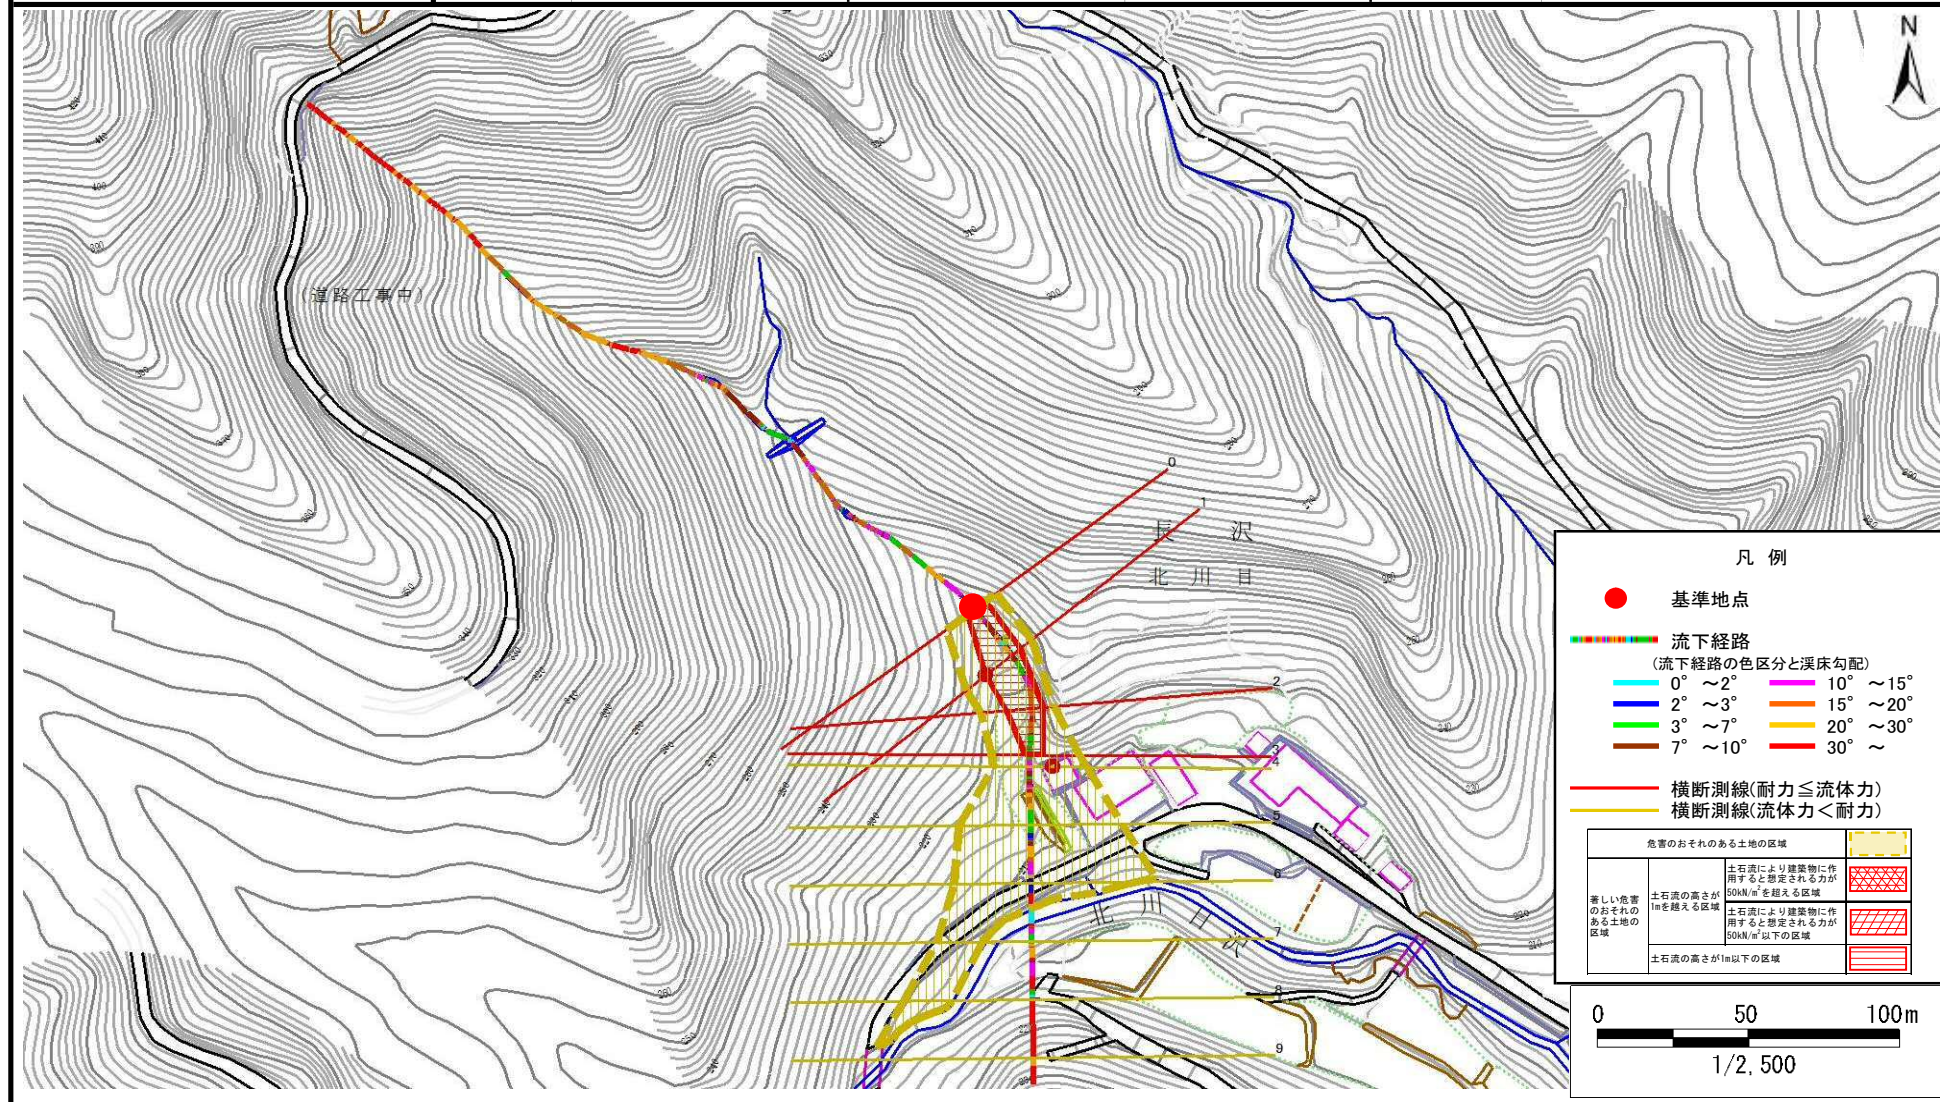 N
(道路工事中)
0
1
長沢
北川目
2
3
4
5
6
北川目沢
7
8
9
凡例
基準地点
流下経路
(流下経路の色区分と渓床勾配)
0° ~2° 10° ~15°
2° ~3° 15° ~20°
3° ~7° 20° ~30°
7° ~10° 30° ~
横断測線(耐力≦流体力)
横断測線(流体力<耐力)
危害のおそれのある土地の区域
著しい危害
のおそれの
ある土地の
区域
土石流の高さが
1mを越える区域
土石流により建築物に作
用すると想定される力が
50kN/m²を超える区域
土石流により建築物に作
用すると想定される力が
50kN/m²以下の区域
土石流の高さが1m以下の区域
0 50 100m
1/2,500